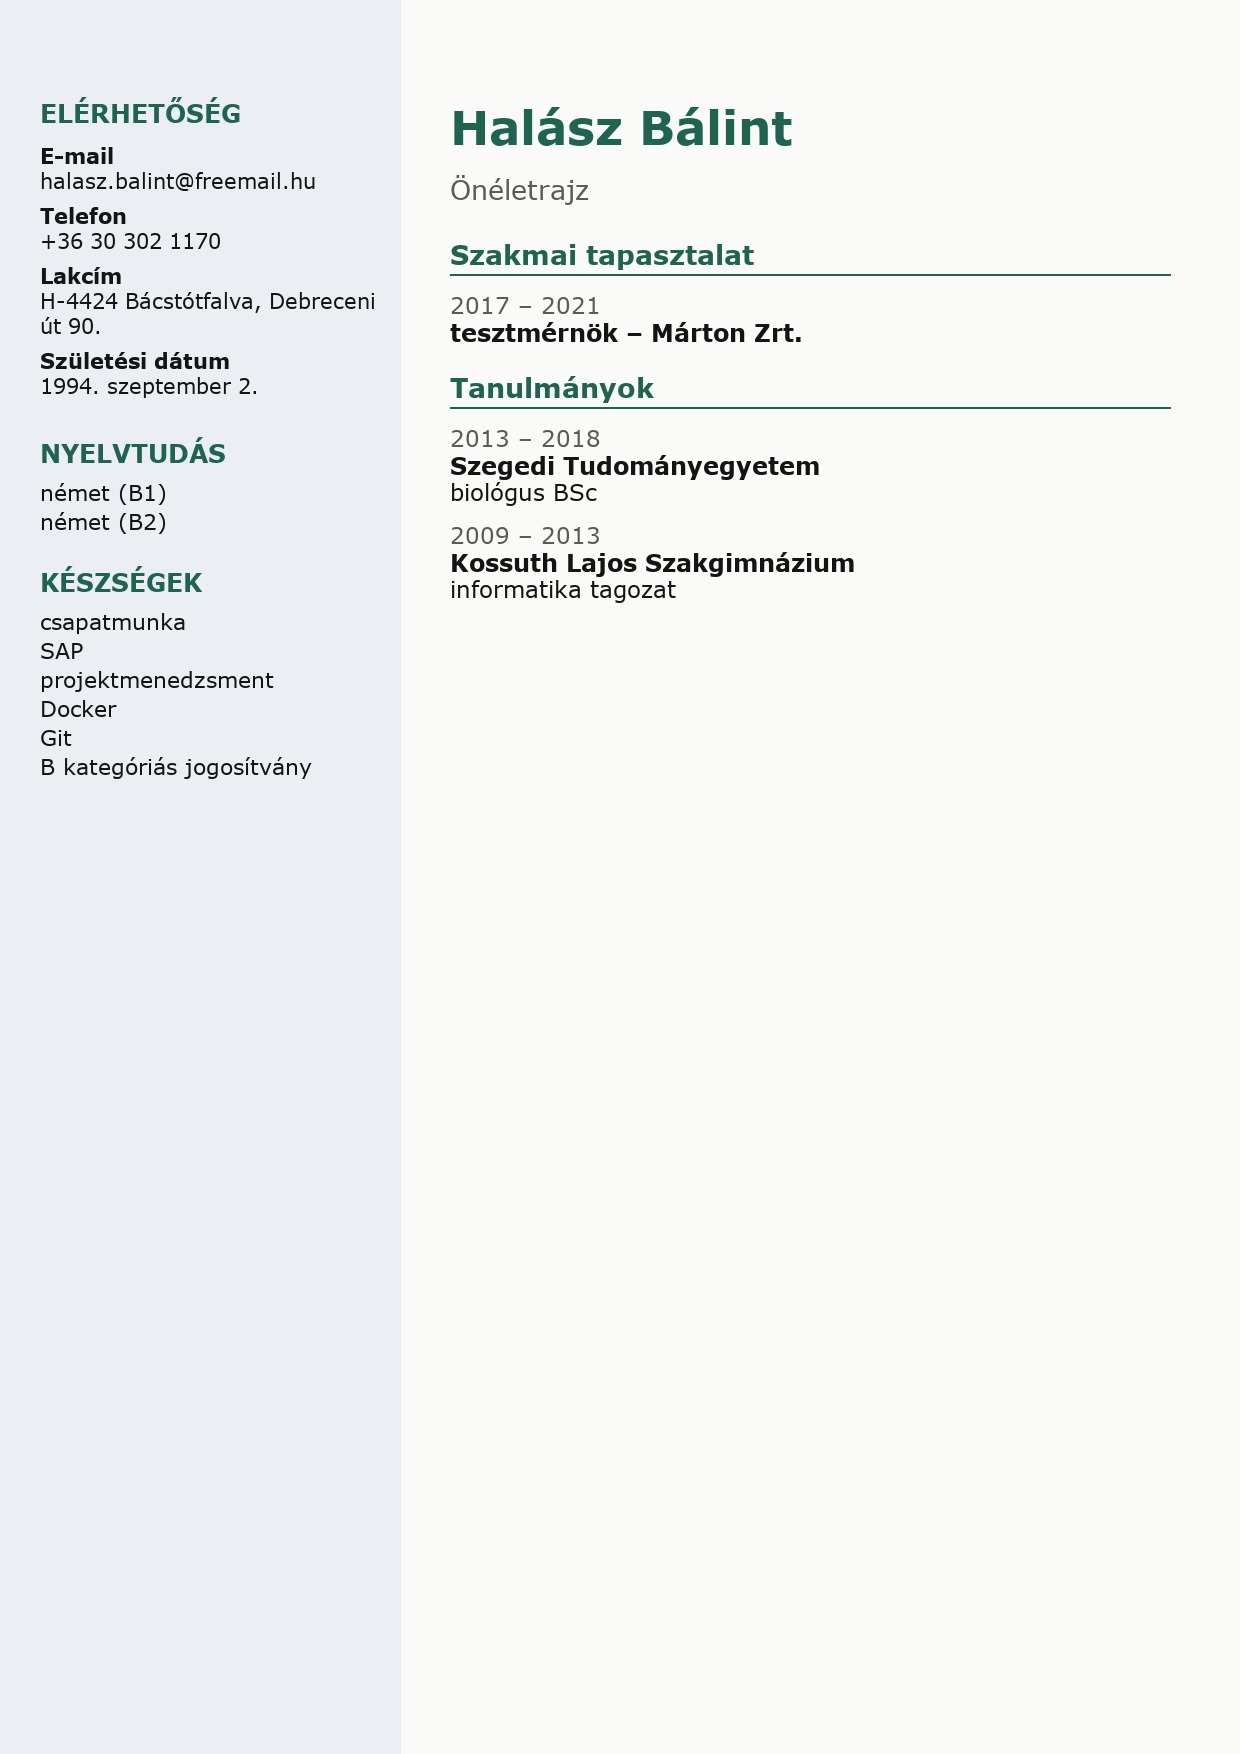 ELÉRHETŐSÉG
E-mail
halasz.balint@freemail.hu
Telefon
+36 30 302 1170
Lakcím
H-4424 Bácstótfalva, Debreceni
út 90.
Születési dátum
1994. szeptember 2.
NYELVTUDÁS
német (B1)
német (B2)
KÉSZSÉGEK
csapatmunka
SAP
projektmenedzsment
Docker
Git
B kategóriás jogosítvány
Halász Bálint
Önéletrajz
Szakmai tapasztalat
2017 – 2021
tesztmérnök – Márton Zrt.
Tanulmányok
2013 – 2018
Szegedi Tudományegyetem
biológus BSc
2009 – 2013
Kossuth Lajos Szakgimnázium
informatika tagozat